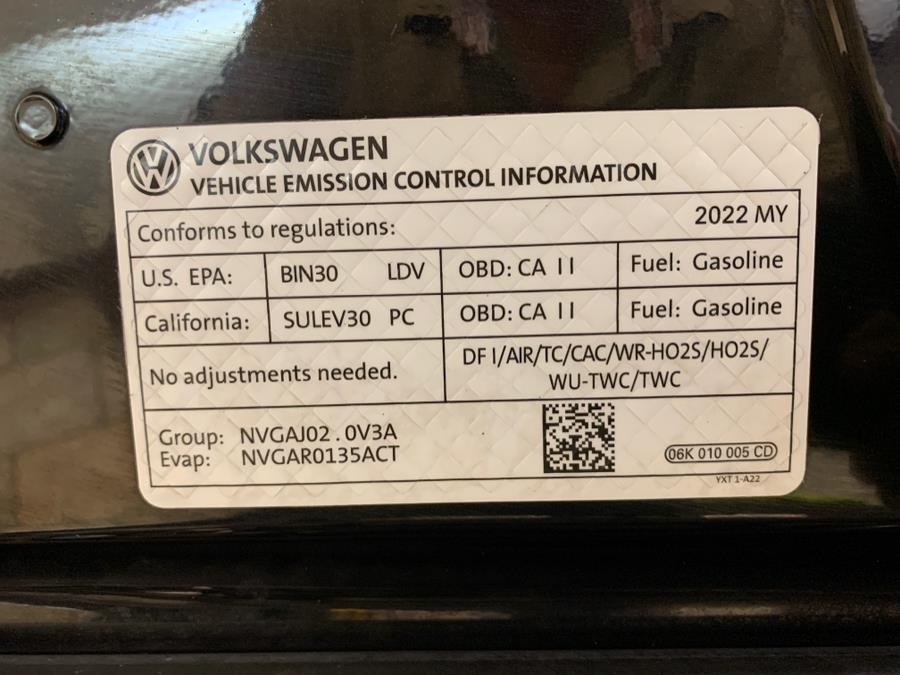 VOLKSWAGEN
VEHICLE EMISSION CONTROL INFORMATION
Conforms to regulations: 2022 MY
U.S. EPA: BIN30 LDV OBD: CA II Fuel: Gasoline
California: SULEV30 PC OBD: CA II Fuel: Gasoline
No adjustments needed. DF I/AIR/TC/CAC/WR-HO2S/HO2S/
WU-TWC/TWC
Group: NVGAJ02.0V3A
Evap: NVGAR0135ACT
06K 010 005 CD
YXT 1-A22